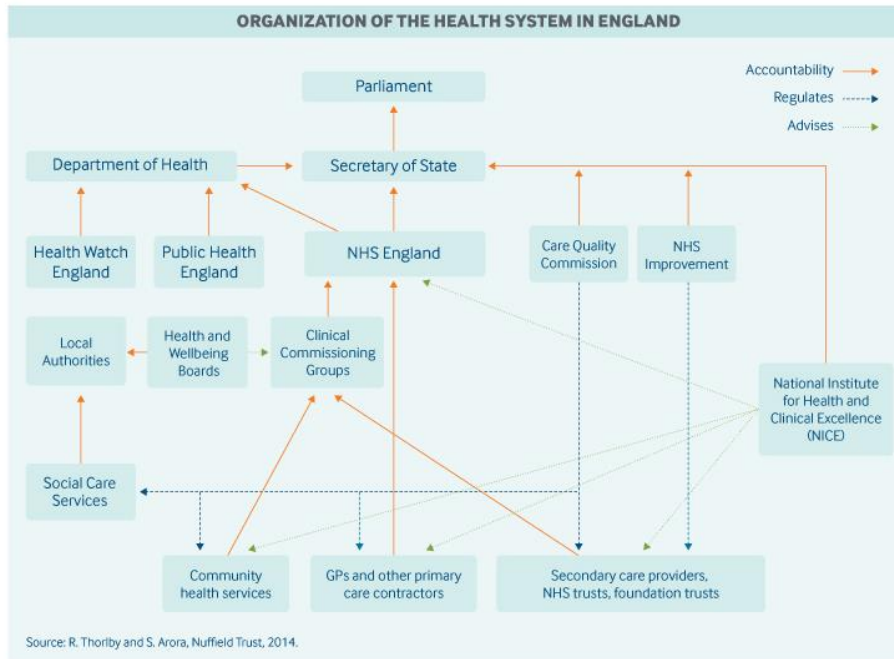 ORGANIZATION OF THE HEALTH SYSTEM IN ENGLAND
Accountability
Regulates
Advises
Parliament
Department of Health
Secretary of State
Health Watch
England
Public Health
England
NHS England
Care Quality
Commission
NHS
Improvement
Local
Authorities
Health and
Wellbeing
Boards
Clinical
Commissioning
Groups
National Institute
for Health and
Clinical Excellence
(NICE)
Social Care
Services
Community
health services
GPs and other primary
care contractors
Secondary care providers,
NHS trusts, foundation trusts
Source: R. Thorlby and S. Arora, Nuffield Trust, 2014.